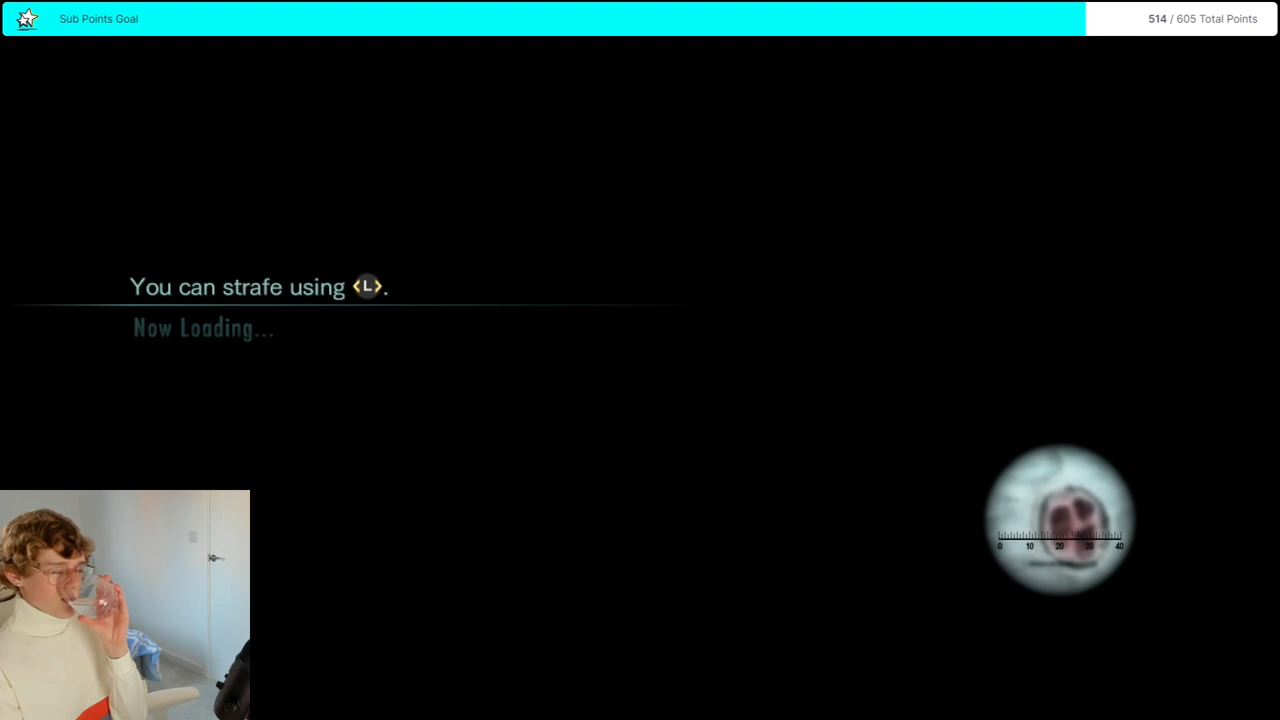 Sub Points Goal
514 / 605 Total Points
You can strafe using <L>.
Now Loading...
0 10 20 30 40